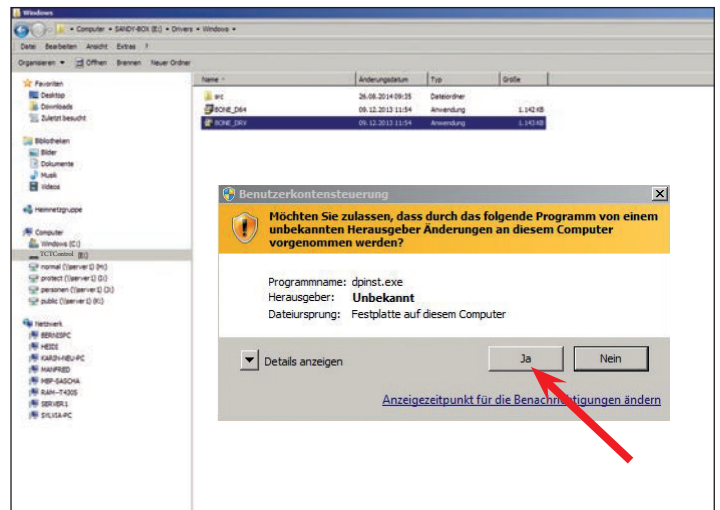 Windows
Computer • SANDY-BOX (E:) • Drivers • Windows •
Datei Bearbeiten Ansicht Extras ?
Organisieren Öffnen Brennen Neuer Ordner
Name Änderungsdatum Typ Größe
src 26.08.2014 09:35 Dateiordner
BONE_D64 09.12.2013 11:54 Anwendung 1.142 KB
BONE_DRV 09.12.2013 11:54 Anwendung 1.143 KB
Favoriten
Desktop
Downloads
Zuletzt besucht
Bibliotheken
Bilder
Dokumente
Musik
Videos
Heimnetzgruppe
Computer
Windows (C:)
TCTControl (E:)
normal (\\server1) (H:)
protect (\\server1)
personen (\\server1)
public (\\server1)
Netzwerk
BERNIESPC
HEIDI
KARIN-NEU-PC
MANFRED
MBP-SASCHA
RAM--T420S
SERVER1
SYLVIA-PC
Benutzerkontensteuerung
Möchten Sie zulassen, dass durch das folgende Programm von einem
unbekannten Herausgeber Änderungen an diesem Computer
vorgenommen werden?
Programmname: dpinst.exe
Herausgeber: Unbekannt
Dateiursprung: Festplatte auf diesem Computer
Details anzeigen
Ja
Nein
Anzeigezeitpunkt für die Benachrichtigungen ändern